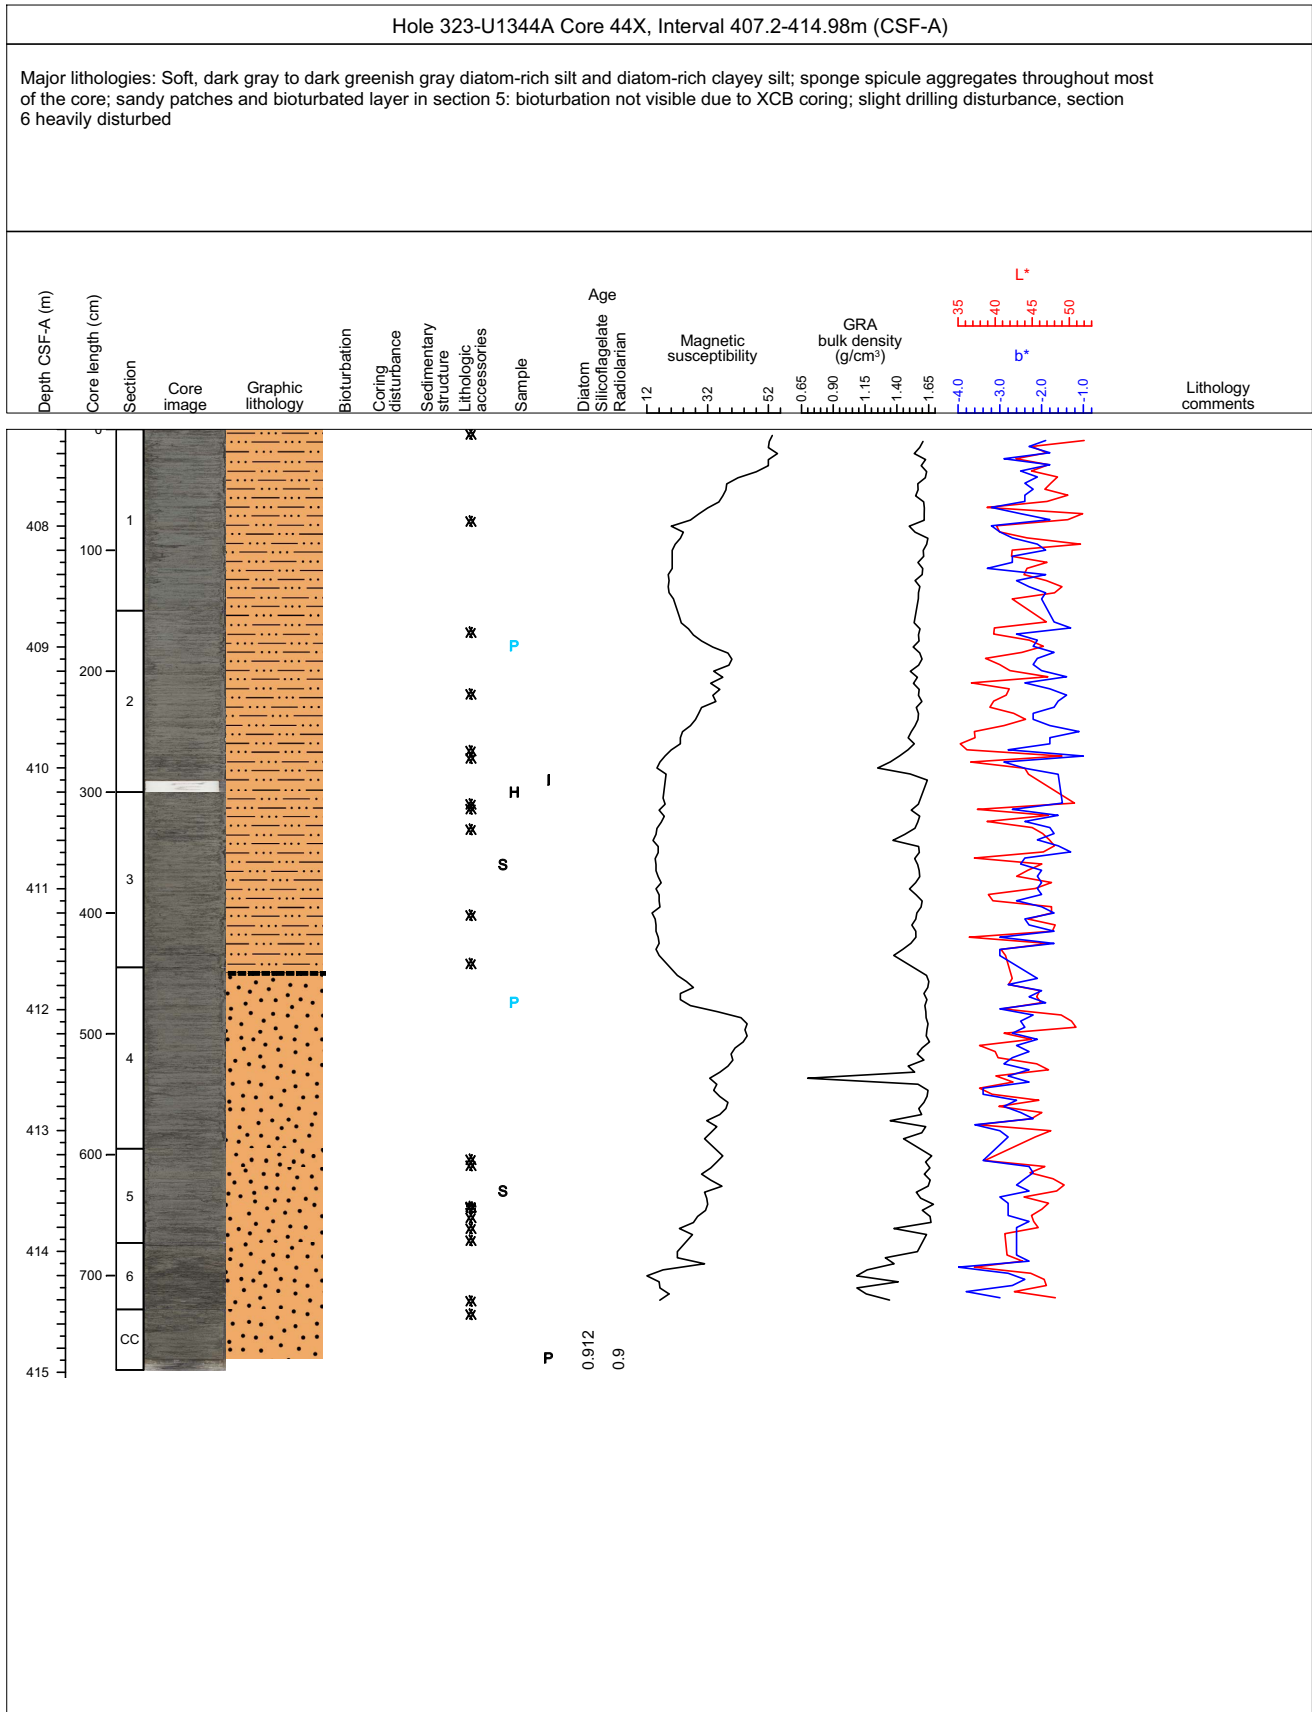 Hole 323-U1344A Core 44X, Interval 407.2-414.98m (CSF-A)
Major lithologies: Soft, dark gray to dark greenish gray diatom-rich silt and diatom-rich clayey silt; sponge spicule aggregates throughout most
of the core; sandy patches and bioturbated layer in section 5: bioturbation not visible due to XCB coring; slight drilling disturbance, section
6 heavily disturbed
Depth CSF-A (m)
Core length (cm)
Section
Core
image
Graphic
lithology
Bioturbation
Coring
disturbance
Sedimentary
structure
Lithologic
accessories
Sample
Age
Diatom
Silicoflagelate
Radiolarian
Magnetic
susceptibility
12 32 52
GRA
bulk density
(g/cm³)
0.65 0.90 1.15 1.40 1.65
L*
35 40 45 50
b*
-4.0 -3.0 -2.0 -1.0
Lithology
comments
0
1
408
100
409
P
200
2
410
I
300
H
S
3
411
400
412
P
500
4
413
600
5
S
414
700
6
CC
P
0.912
0.9
415